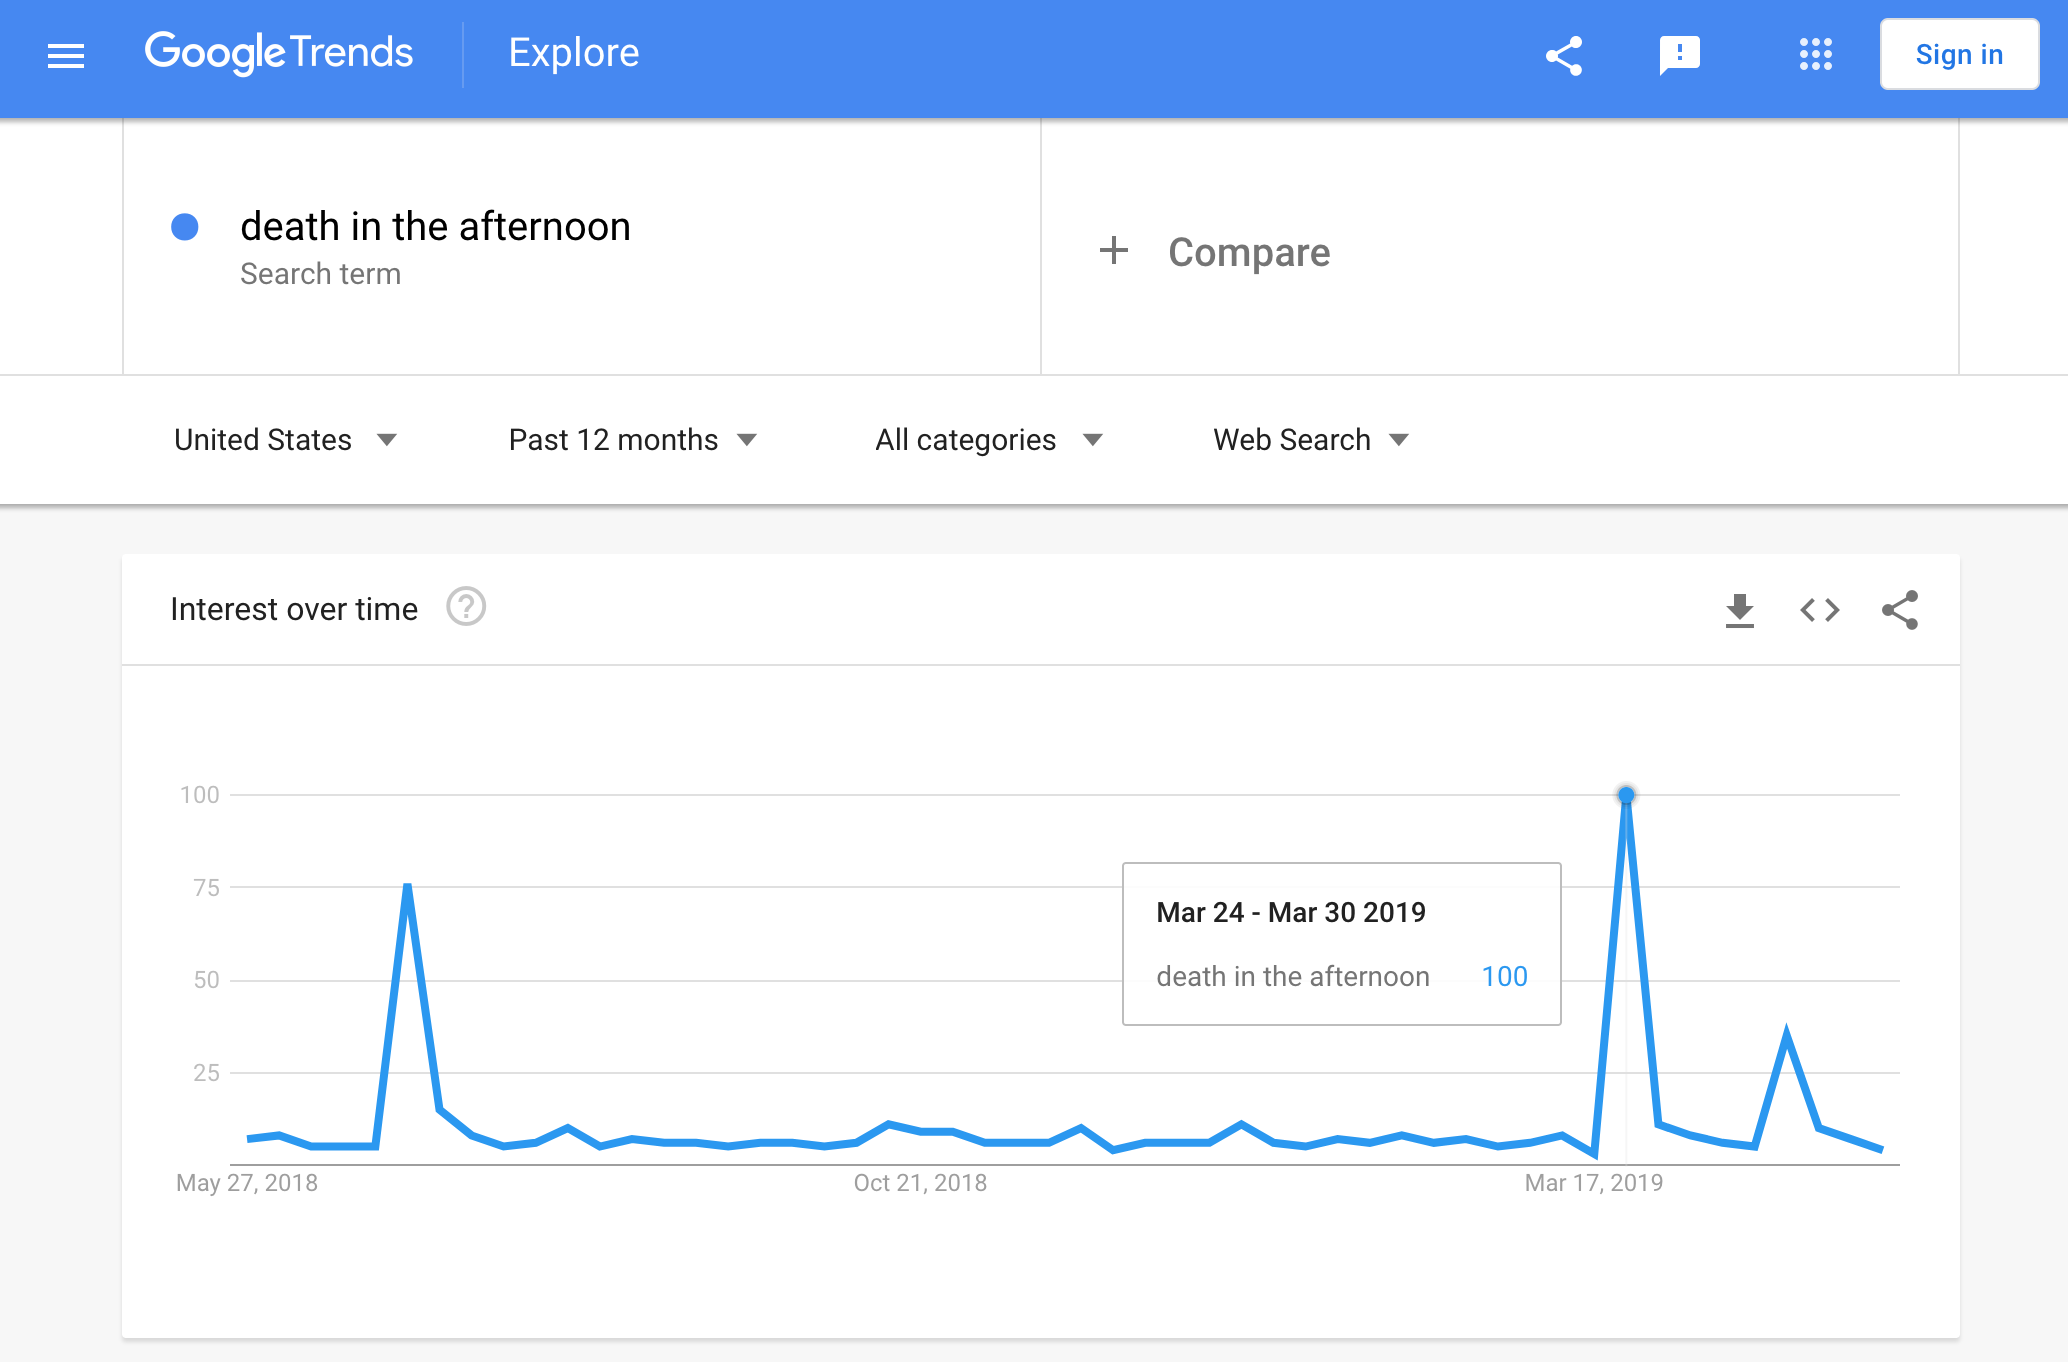 Google Trends Explore Sign in
death in the afternoon
Search term
+ Compare
United States Past 12 months All categories Web Search
Interest over time ?
100
75
50
25
Mar 24 - Mar 30 2019
death in the afternoon 100
May 27, 2018 Oct 21, 2018 Mar 17, 2019